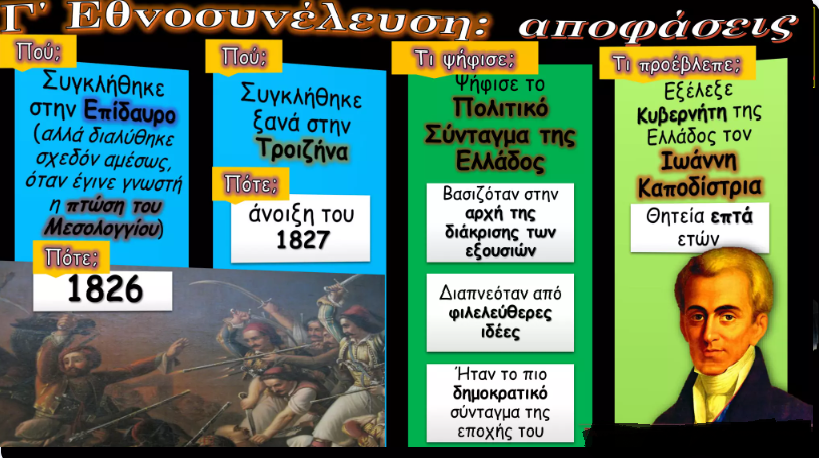 Γ' Εθνοσυνέλευση: αποφάσεις
Πού;
Συγκλήθηκε
στην Επίδαυρο
(αλλά διαλύθηκε
σχεδόν αμέσως,
όταν έγινε γνωστή
η πτώση του
Μεσολογγίου)
Πότε;
1826
Πού;
Συγκλήθηκε
ξανά στην
Τροιζήνα
Πότε;
άνοιξη του
1827
Τι ψήφισε;
Ψήφισε το
Πολιτικό
Σύνταγμα της
Ελλάδος
Βασιζόταν στην
αρχή της
διάκρισης των
εξουσιών
Διαπνεόταν από
φιλελεύθερες
ιδέες
Ήταν το πιο
δημοκρατικό
σύνταγμα της
εποχής του
Τι προέβλεπε;
Εξέλεξε
Κυβερνήτη της
Ελλάδος τον
Ιωάννη
Καποδίστρια
Θητεία επτά
ετών